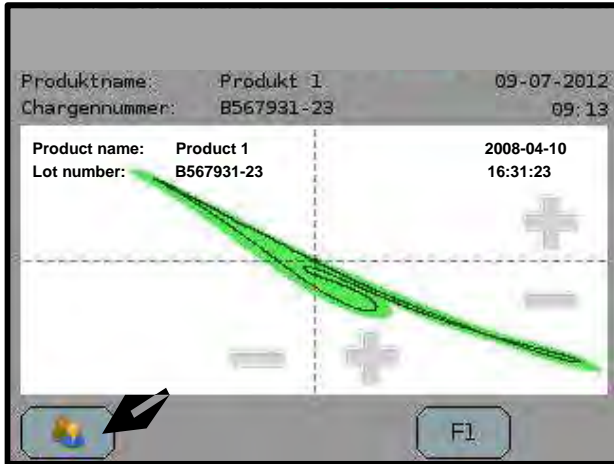 Produktname: Produkt 1 09-07-2012
Chargennummer: B567931-23 09:13
Product name: Product 1 2008-04-10
Lot number: B567931-23 16:31:23
F1